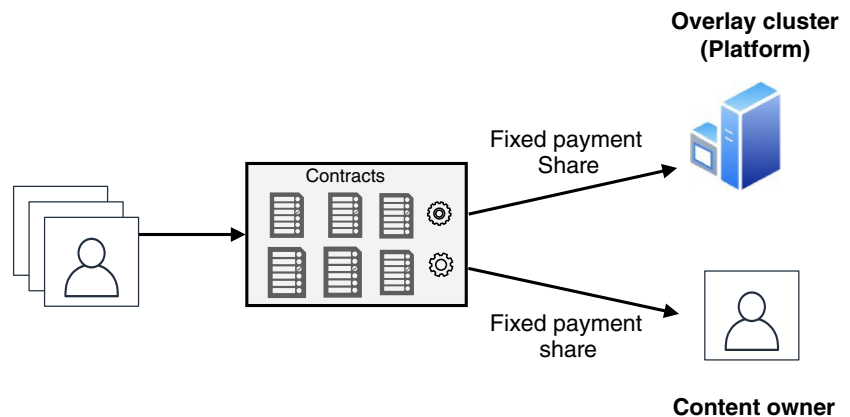 Overlay cluster
(Platform)
Fixed payment
Share
Contracts
Fixed payment
share
Content owner